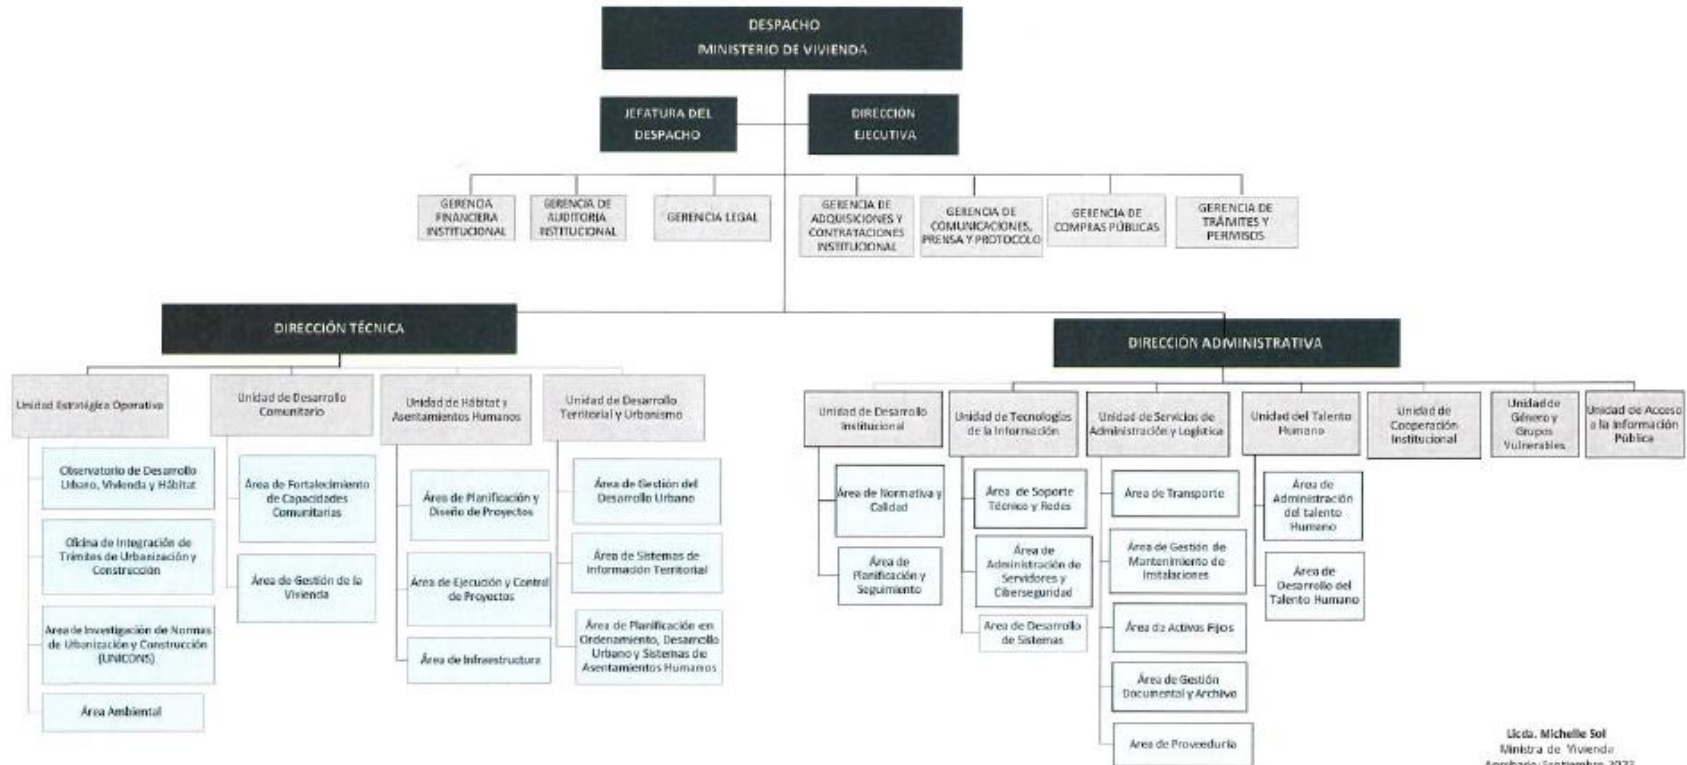 DESPACHO
MINISTERIO DE VIVIENDA
JEFATURA DEL
DESPACHO
DIRECCIÓN
EJECUTIVA
GERENCIA
FINANCIERA
INSTITUCIONAL
GERENCIA DE
AUDITORIA
INSTITUCIONAL
GERENCIA LEGAL
GERENCIA DE
ADQUISICIONES Y
CONTRATACIONES
INSTITUCIONAL
GERENCIA DE
COMUNICACIONES,
PRENSA Y PROTOCOLO
GERENCIA DE
COMPRAS PÚBLICAS
GERENCIA DE
TRÁMITES Y
PERMISOS
DIRECCIÓN TÉCNICA
Unidad Estratégica Operativa
Observatorio de Desarrollo
Urbano, Vivienda y Hábitat
Oficina de Integración de
Trámites de Urbanización y
Construcción
Area de Investigación de Normas
de Urbanización y Construcción
(UNICONS)
Área Ambiental
Unidad de Desarrollo
Comunitario
Área de Fortalecimiento
de Capacidades
Comunitarias
Área de Gestión de la
Vivienda
Unidad de Hábitat y
Asentamientos Humanos
Área de Planificación y
Diseño de Proyectos
Área de Ejecución y Control
de Proyectos
Área de Infraestructura
Unidad de Desarrollo
Territorial y Urbanismo
Área de Gestión del
Desarrollo Urbano
Área de Sistemas de
Información Territorial
Área de Planificación en
Ordenamiento, Desarrollo
Urbano y Sistemas de
Asentamientos Humanos
DIRECCIÓN ADMINISTRATIVA
Unidad de Desarrollo
Institucional
Área de Normativa y
Calidad
Área de
Planificación y
Seguimiento
Unidad de Tecnologías
de la Información
Área de Soporte
Técnico y Redes
Área de
Administración de
Servidores y
Ciberseguridad
Area de Desarrollo
de Sistemas
Unidad de Servicios de
Administración y Logística
Área de Transporte
Área de Gestión de
Mantenimiento de
Instalaciones
Área de Activos Fijos
Área de Gestión
Documental y Archivo
Area de Proveeduría
Unidad del Talento
Humano
Área de
Administración
del talento
Humano
Área de
Desarrollo del
Talento Humano
Unidad de
Cooperación
Institucional
Unidad de
Género y
Grupos
Vulnerables
Unidad de Acceso
a la Información
Pública
Licda. Michelle Sol
Ministra de Vivienda
Aprobado: Septiembre 2023